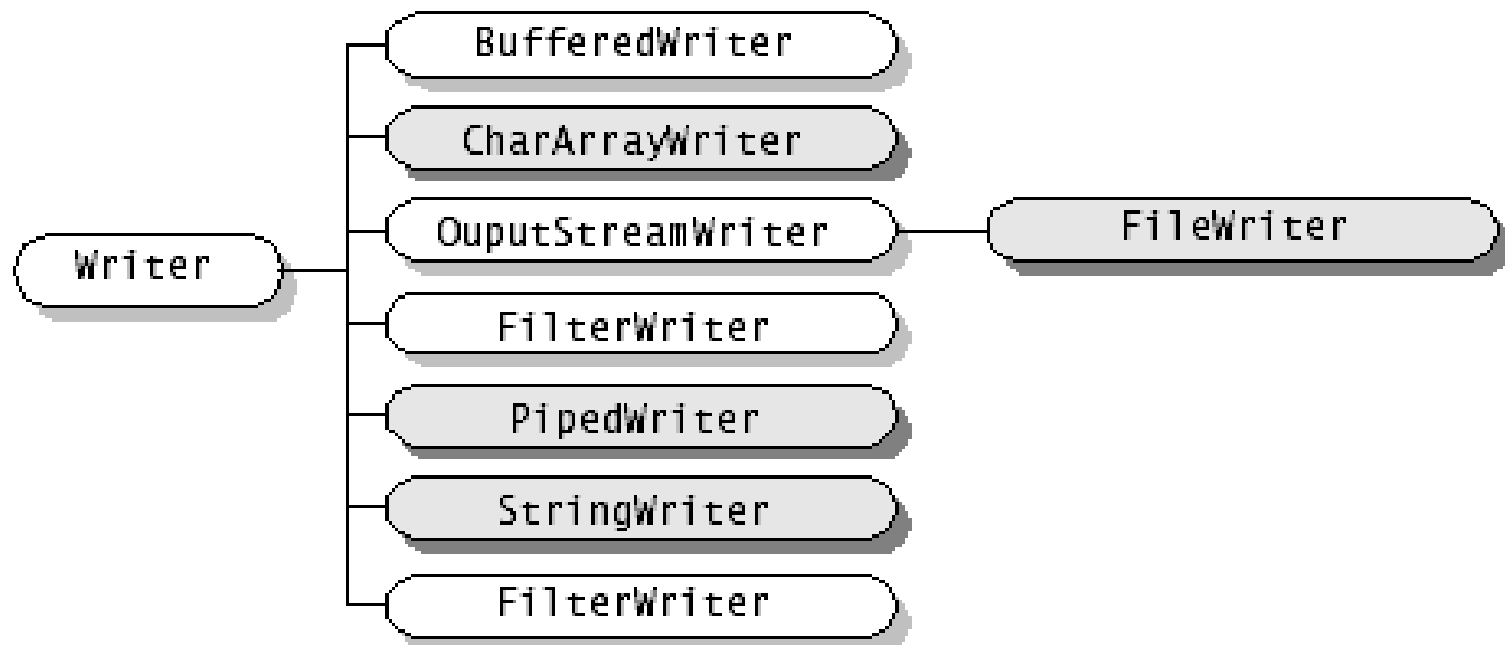 BufferedWriter
CharArrayWriter
OuputStreamWriter
FileWriter
Writer
FilterWriter
PipedWriter
StringWriter
FilterWriter